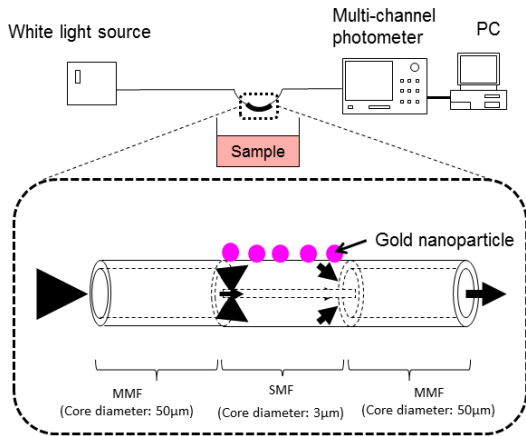 White light source
Multi-channel
photometer
PC
Sample
Gold nanoparticle
MMF
(Core diameter: 50μm)
SMF
(Core diameter: 3μm)
MMF
(Core diameter: 50μm)